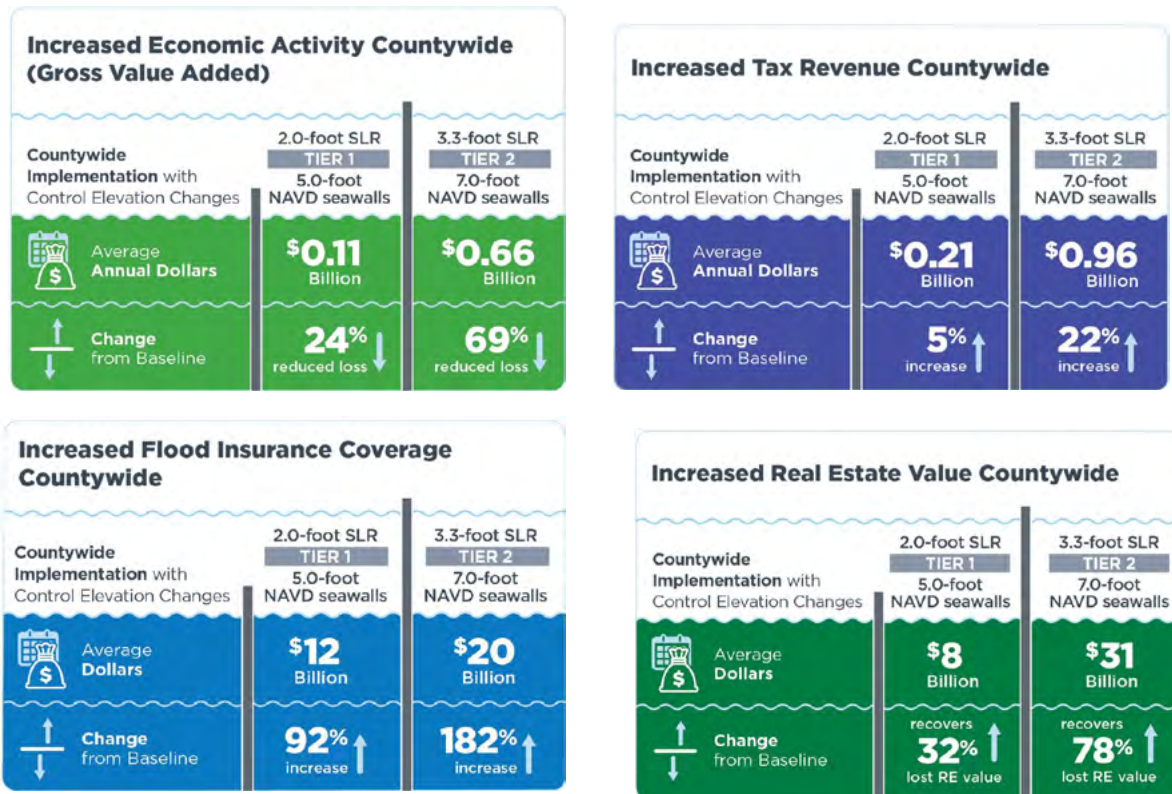 Increased Economic Activity Countywide
(Gross Value Added)
Countywide
Implementation with
Control Elevation Changes
2.0-foot SLR
TIER 1
5.0-foot
NAVD seawalls
3.3-foot SLR
TIER 2
7.0-foot
NAVD seawalls
$
Average
Annual Dollars
$0.11
Billion
$0.66
Billion
Change
from Baseline
24%
reduced loss
69%
reduced loss
Increased Tax Revenue Countywide
Countywide
Implementation with
Control Elevation Changes
2.0-foot SLR
TIER 1
5.0-foot
NAVD seawalls
3.3-foot SLR
TIER 2
7.0-foot
NAVD seawalls
$
Average
Annual Dollars
$0.21
Billion
$0.96
Billion
Change
from Baseline
5%
increase
22%
increase
Increased Flood Insurance Coverage
Countywide
Countywide
Implementation with
Control Elevation Changes
2.0-foot SLR
TIER 1
5.0-foot
NAVD seawalls
3.3-foot SLR
TIER 2
7.0-foot
NAVD seawalls
$
Average
Dollars
$12
Billion
$20
Billion
Change
from Baseline
92%
increase
182%
increase
Increased Real Estate Value Countywide
Countywide
Implementation with
Control Elevation Changes
2.0-foot SLR
TIER 1
5.0-foot
NAVD seawalls
3.3-foot SLR
TIER 2
7.0-foot
NAVD seawalls
$
Average
Dollars
$8
Billion
$31
Billion
Change
from Baseline
recovers
32%
lost RE value
recovers
78%
lost RE value